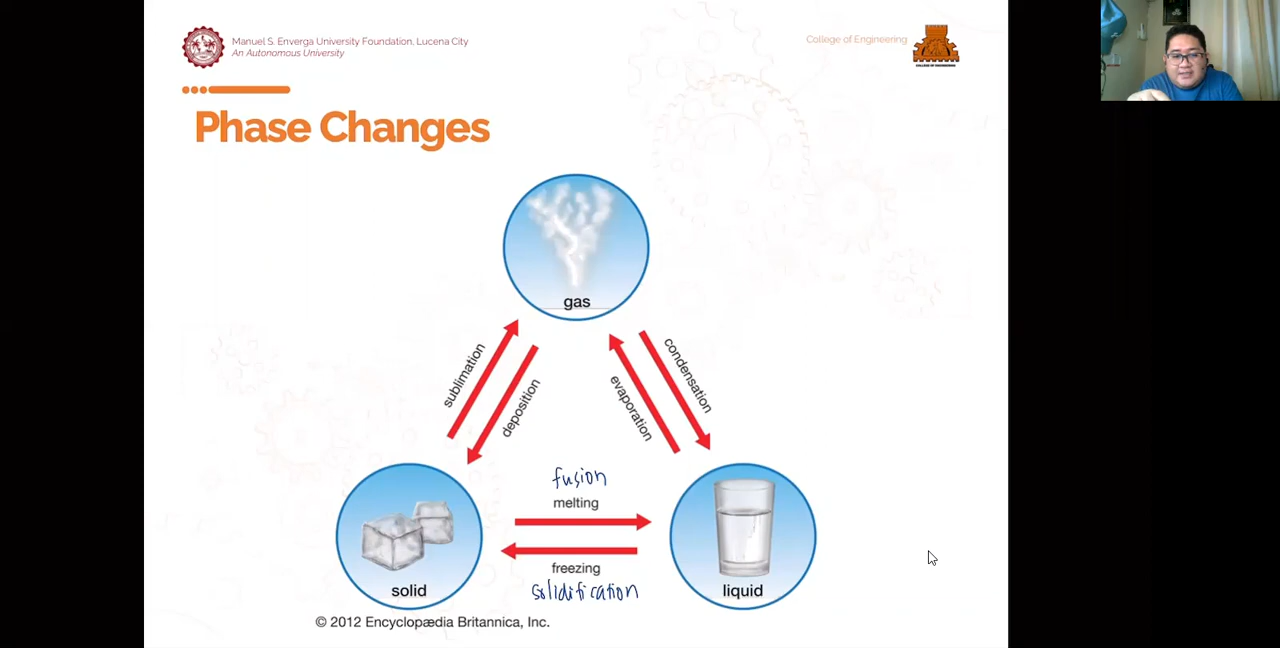 Manuel S. Enverga University Foundation, Lucena City
An Autonomous University
College of Engineering
Phase Changes
gas
sublimation
deposition
evaporation
condensation
fusion
melting
freezing
solidification
solid
liquid
© 2012 Encyclopædia Britannica, Inc.